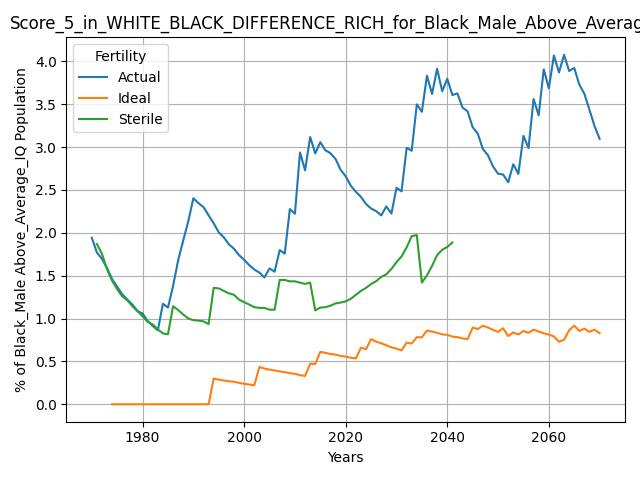 Score_5_in_WHITE_BLACK_DIFFERENCE_RICH_for_Black_Male_Above_Averag
% of Black_Male Above_Average_IQ Population
4.0
3.5
3.0
2.5
2.0
1.5
1.0
0.5
0.0
Fertility
Actual
Ideal
Sterile
1980
2000
2020
2040
2060
Years